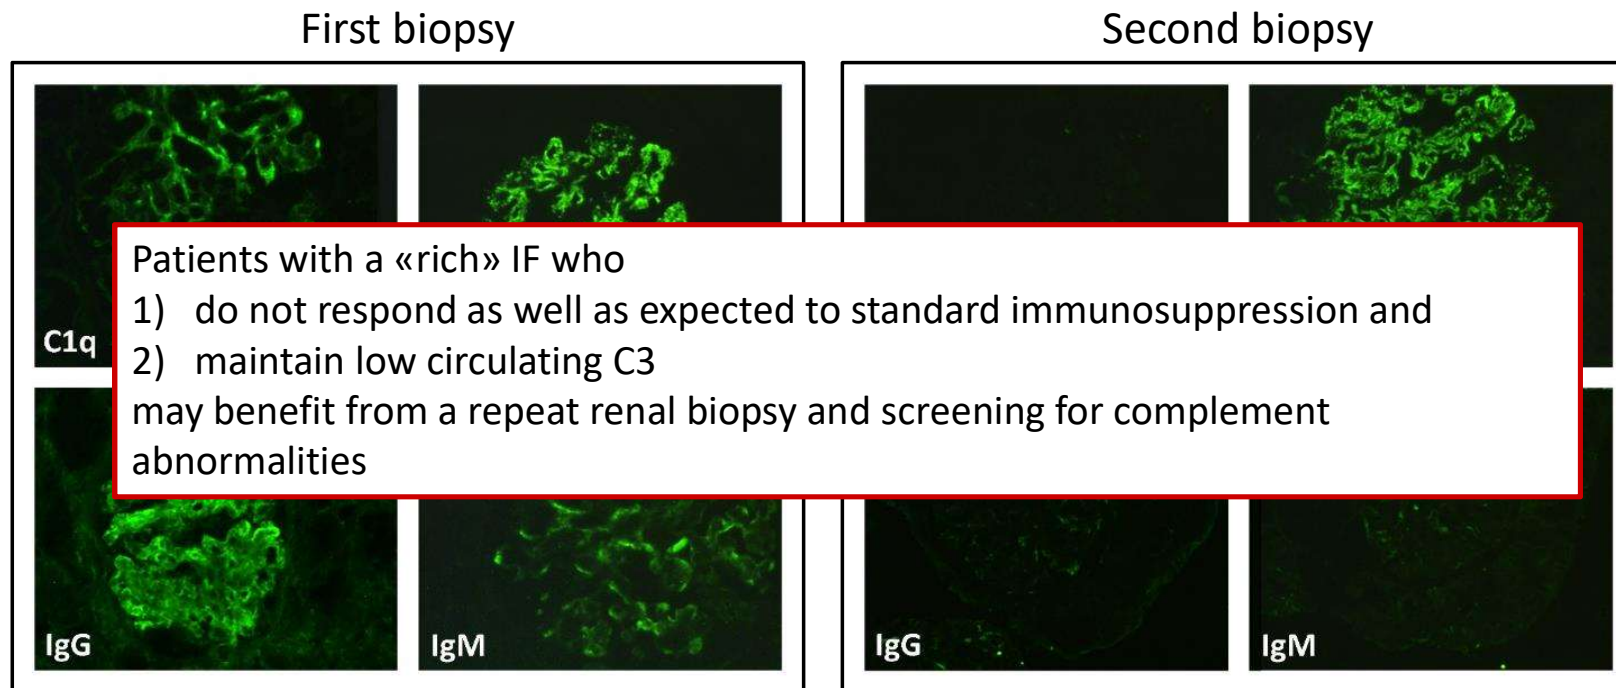 First biopsy
Second biopsy
C1q
Patients with a «rich» IF who
1) do not respond as well as expected to standard immunosuppression and
2) maintain low circulating C3
may benefit from a repeat renal biopsy and screening for complement
abnormalities
IgG
IgM
IgG
IgM